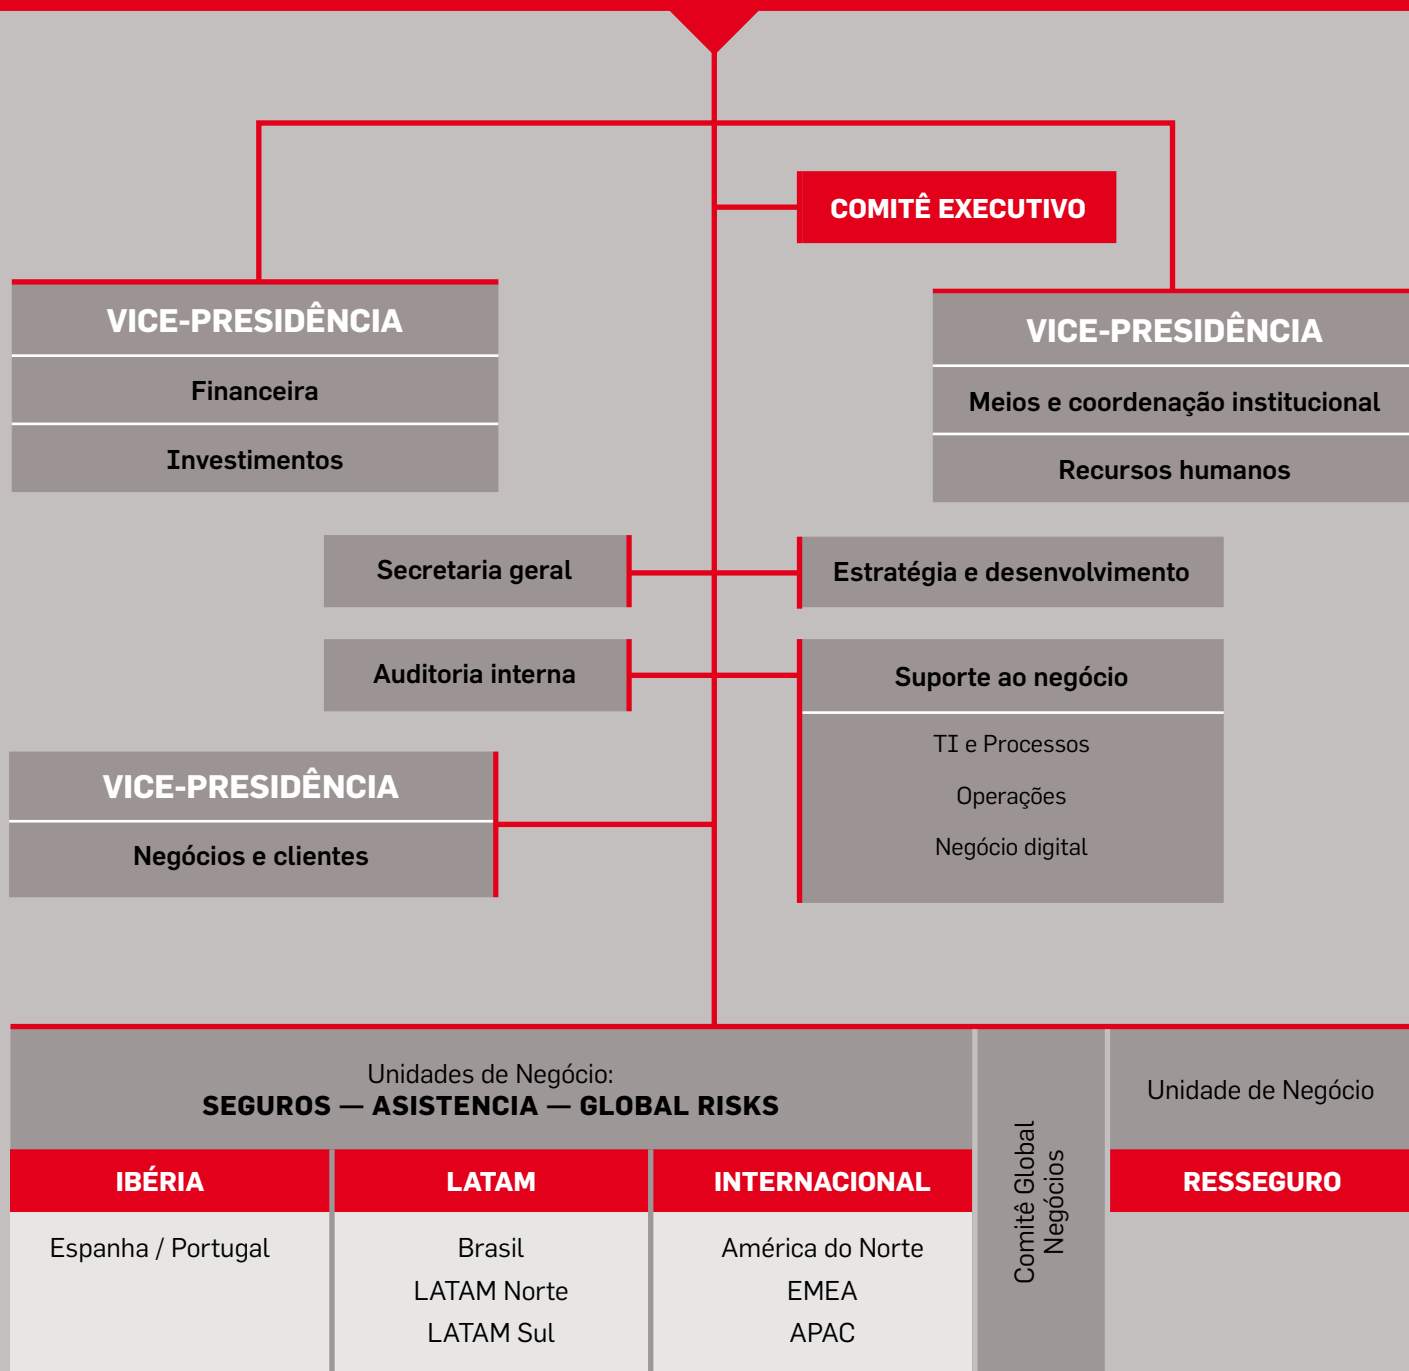 COMITÊ EXECUTIVO
VICE-PRESIDÊNCIA
Financeira
Investimentos
VICE-PRESIDÊNCIA
Meios e coordenação institucional
Recursos humanos
Secretaria geral
Estratégia e desenvolvimento
Auditoria interna
Suporte ao negócio
TI e Processos
Operações
Negócio digital
VICE-PRESIDÊNCIA
Negócios e clientes
Unidades de Negócio:
SEGUROS — ASISTENCIA — GLOBAL RISKS
IBÉRIA
Espanha / Portugal
LATAM
Brasil
LATAM Norte
LATAM Sul
INTERNACIONAL
América do Norte
EMEA
APAC
Comitê Global
Negócios
Unidade de Negócio
RESSEGURO